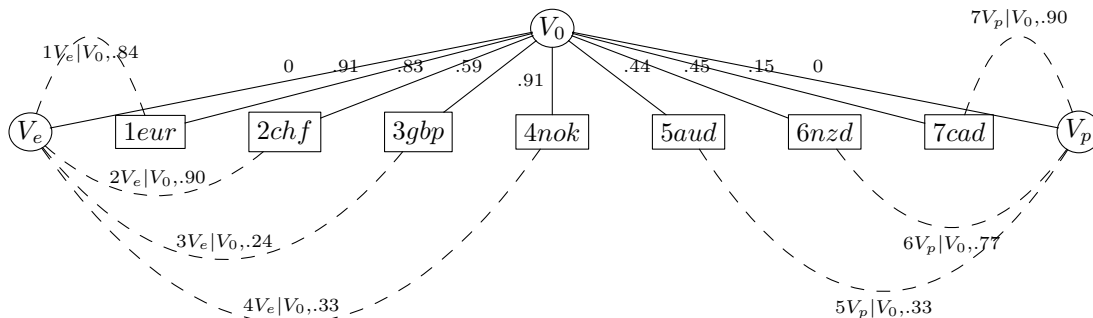 V_0
7V_p|V_0,.90
1V_e|V_0,.84
0 .91 .83 .59 .91 .44 .45 .15 0
V_e 1eur 2chf 3gbp 4nok 5aud 6nzd 7cad V_p
2V_e|V_0,.90
3V_e|V_0,.24
6V_p|V_0,.77
4V_e|V_0,.33
5V_p|V_0,.33